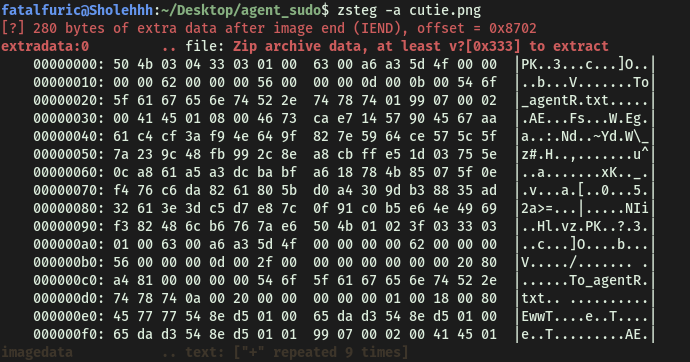 fatalfuric@Sholehhh:~/Desktop/agent_sudo$ zsteg -a cutie.png
[?] 280 bytes of extra data after image end (IEND), offset = 0x8702
extradata:0 .. file: Zip archive data, at least v?[0x333] to extract
00000000: 50 4b 03 04 33 03 01 00 63 00 a6 a3 5d 4f 00 00 |PK..3...c...]O..|
00000010: 00 00 62 00 00 00 56 00 00 00 0d 00 0b 00 54 6f |..b...V.......To|
00000020: 5f 61 67 65 6e 74 52 2e 74 78 74 01 99 07 00 02 |_agentR.txt.....|
00000030: 00 41 45 01 08 00 46 73 ca e7 14 57 90 45 67 aa |.AE...Fs...W.Eg.|
00000040: 61 c4 cf 3a f9 4e 64 9f 82 7e 59 64 ce 57 5c 5f |a..:.Nd..~Yd.W\_|
00000050: 7a 23 9c 48 fb 99 2c 8e a8 cb ff e5 1d 03 75 5e |z#.H..,.......u^|
00000060: 0c a8 61 a5 a3 dc ba bf a6 18 78 4b 85 07 5f 0e |..a.......xK.._.|
00000070: f4 76 c6 da 82 61 80 5b d0 a4 30 9d b3 88 35 ad |.v...a.[..0...5.|
00000080: 32 61 3e 3d c5 d7 e8 7c 0f 91 c0 b5 e6 4e 49 69 |2a>=...|.....NIi|
00000090: f3 82 48 6c b6 76 7a e6 50 4b 01 02 3f 03 33 03 |..Hl.vz.PK..?.3.|
000000a0: 01 00 63 00 a6 a3 5d 4f 00 00 00 00 62 00 00 00 |..c...]O....b...|
000000b0: 56 00 00 00 0d 00 2f 00 00 00 00 00 00 00 20 80 |V...../....... .|
000000c0: a4 81 00 00 00 00 54 6f 5f 61 67 65 6e 74 52 2e |......To_agentR.|
000000d0: 74 78 74 0a 00 20 00 00 00 00 00 01 00 18 00 80 |txt.. ..........|
000000e0: 45 77 77 54 8e d5 01 00 65 da d3 54 8e d5 01 00 |EwwT....e..T....|
000000f0: 65 da d3 54 8e d5 01 01 99 07 00 02 00 41 45 01 |e..T.........AE.|
imagedata .. text: ["+" repeated 9 times]